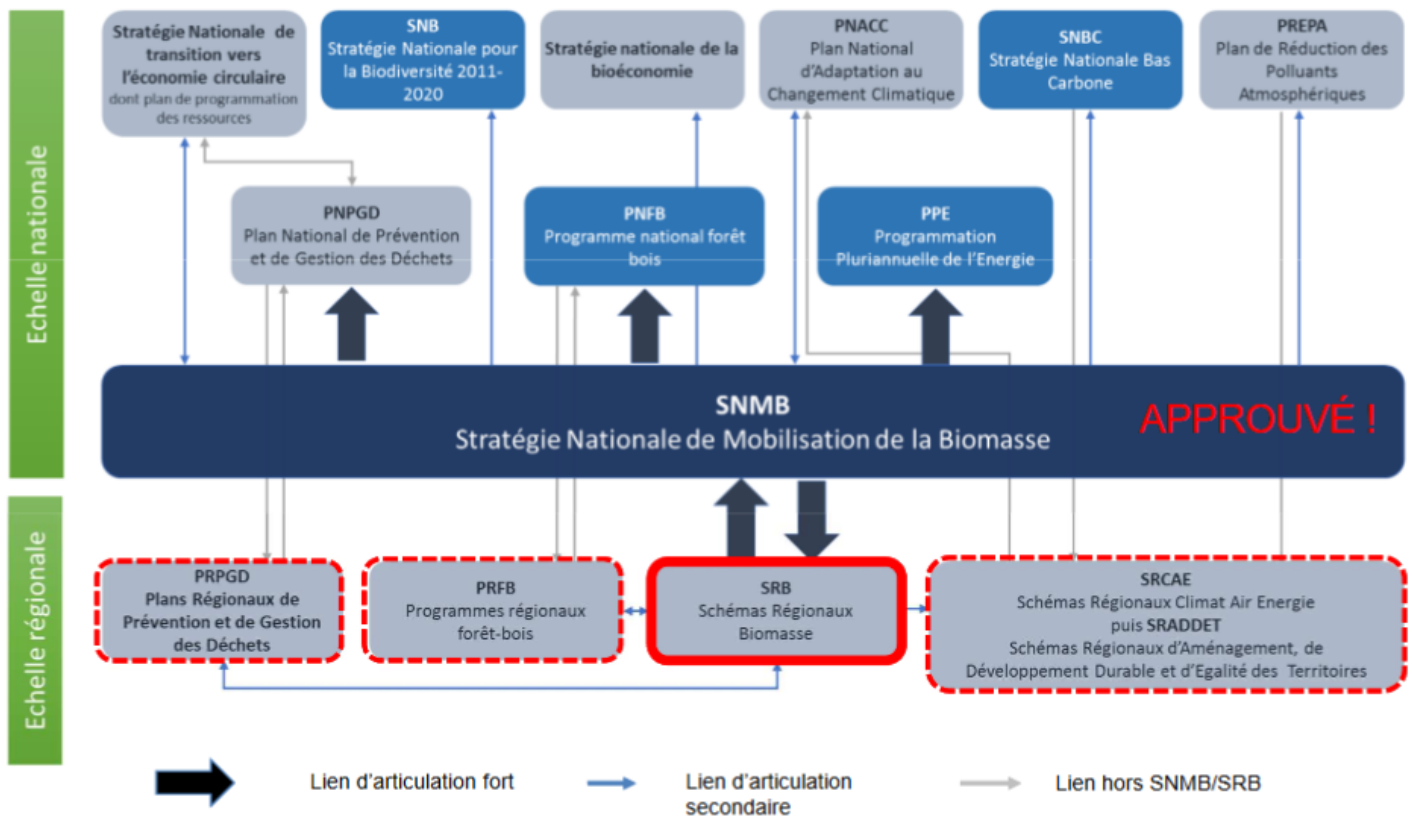 Echelle nationale
Stratégie Nationale de
transition vers
l'économie circulaire
dont plan de programmation
des ressources
SNB
Stratégie Nationale pour
la Biodiversité 2011-
2020
Stratégie nationale de la
bioéconomie
PNACC
Plan National
d'Adaptation au
Changement Climatique
SNBC
Stratégie Nationale Bas
Carbone
PREPA
Plan de Réduction des
Polluants
Atmosphériques
PNPGD
Plan National de Prévention
et de Gestion des Déchets
PNFB
Programme national forêt
bois
PPE
Programmation
Pluriannuelle de l'Energie
SNMB
Stratégie Nationale de Mobilisation de la Biomasse
APPROUVÉ !
Echelle régionale
PRPGD
Plans Régionaux de
Prévention et de Gestion
des Déchets
PRFB
Programmes régionaux
forêt-bois
SRB
Schémas Régionaux
Biomasse
SRCAE
Schémas Régionaux Climat Air Energie
puis SRADDET
Schémas Régionaux d'Aménagement, de
Développement Durable et d'Egalité des Territoires
Lien d'articulation fort
Lien d'articulation
secondaire
Lien hors SNMB/SRB